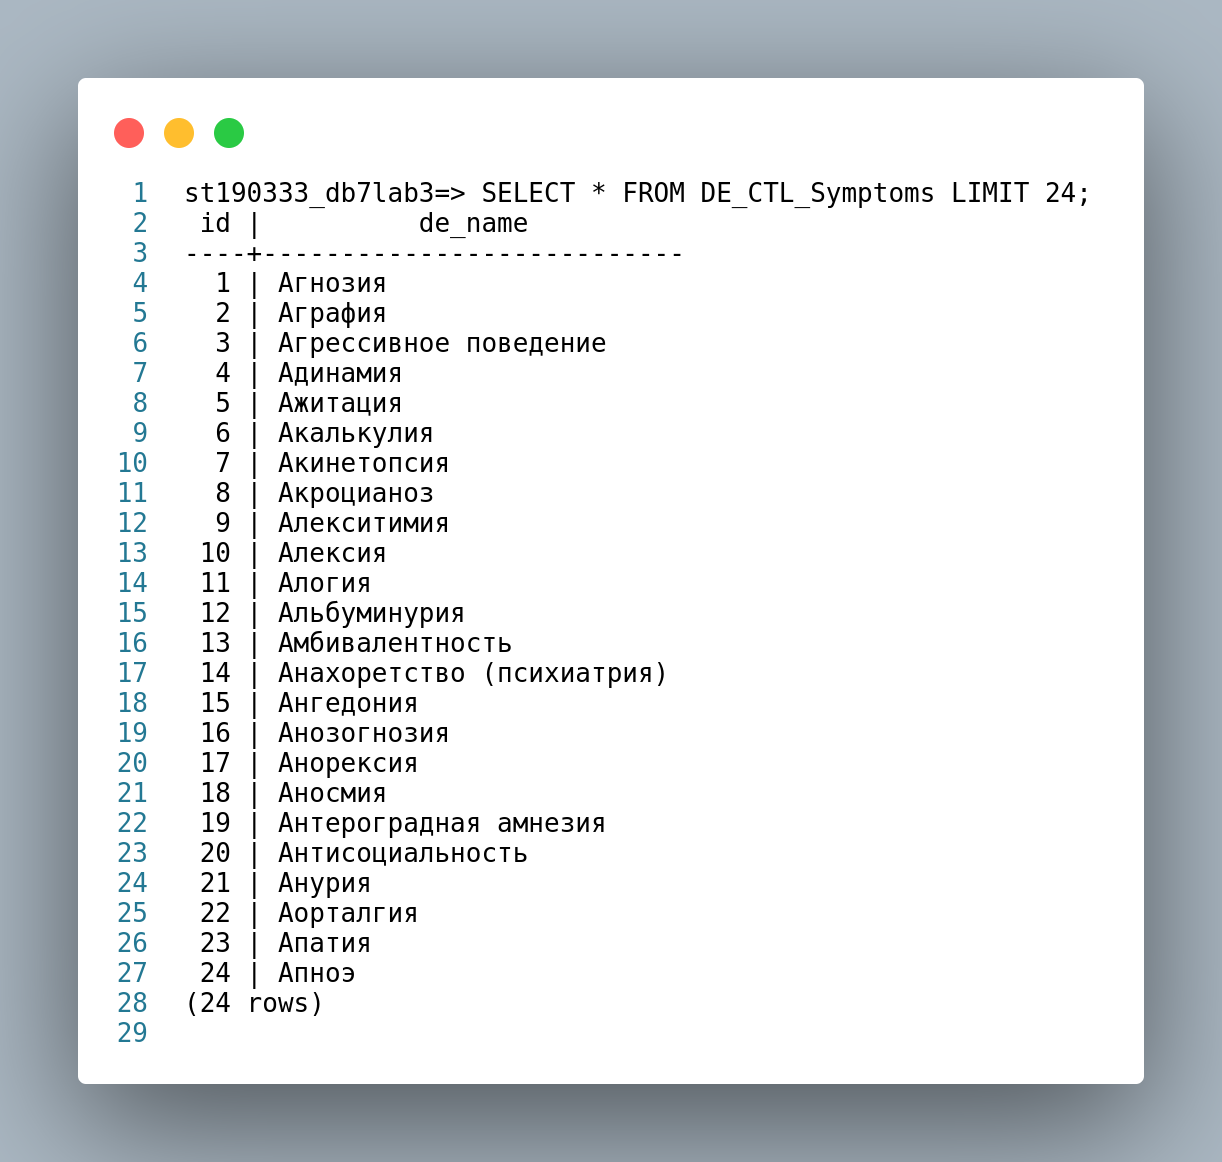 1 st190333_db7lab3=> SELECT * FROM DE_CTL_Symptoms LIMIT 24;
2  id |          de_name
3 ----+---------------------------
4   1 | Агнозия
5   2 | Аграфия
6   3 | Агрессивное поведение
7   4 | Адинамия
8   5 | Ажитация
9   6 | Акалькулия
10   7 | Акинетопсия
11   8 | Акроцианоз
12   9 | Алекситимия
13  10 | Алексия
14  11 | Алогия
15  12 | Альбуминурия
16  13 | Амбивалентность
17  14 | Анахоретство (психиатрия)
18  15 | Ангедония
19  16 | Анозогнозия
20  17 | Анорексия
21  18 | Аносмия
22  19 | Антероградная амнезия
23  20 | Антисоциальность
24  21 | Анурия
25  22 | Аорталгия
26  23 | Апатия
27  24 | Апноэ
28 (24 rows)
29